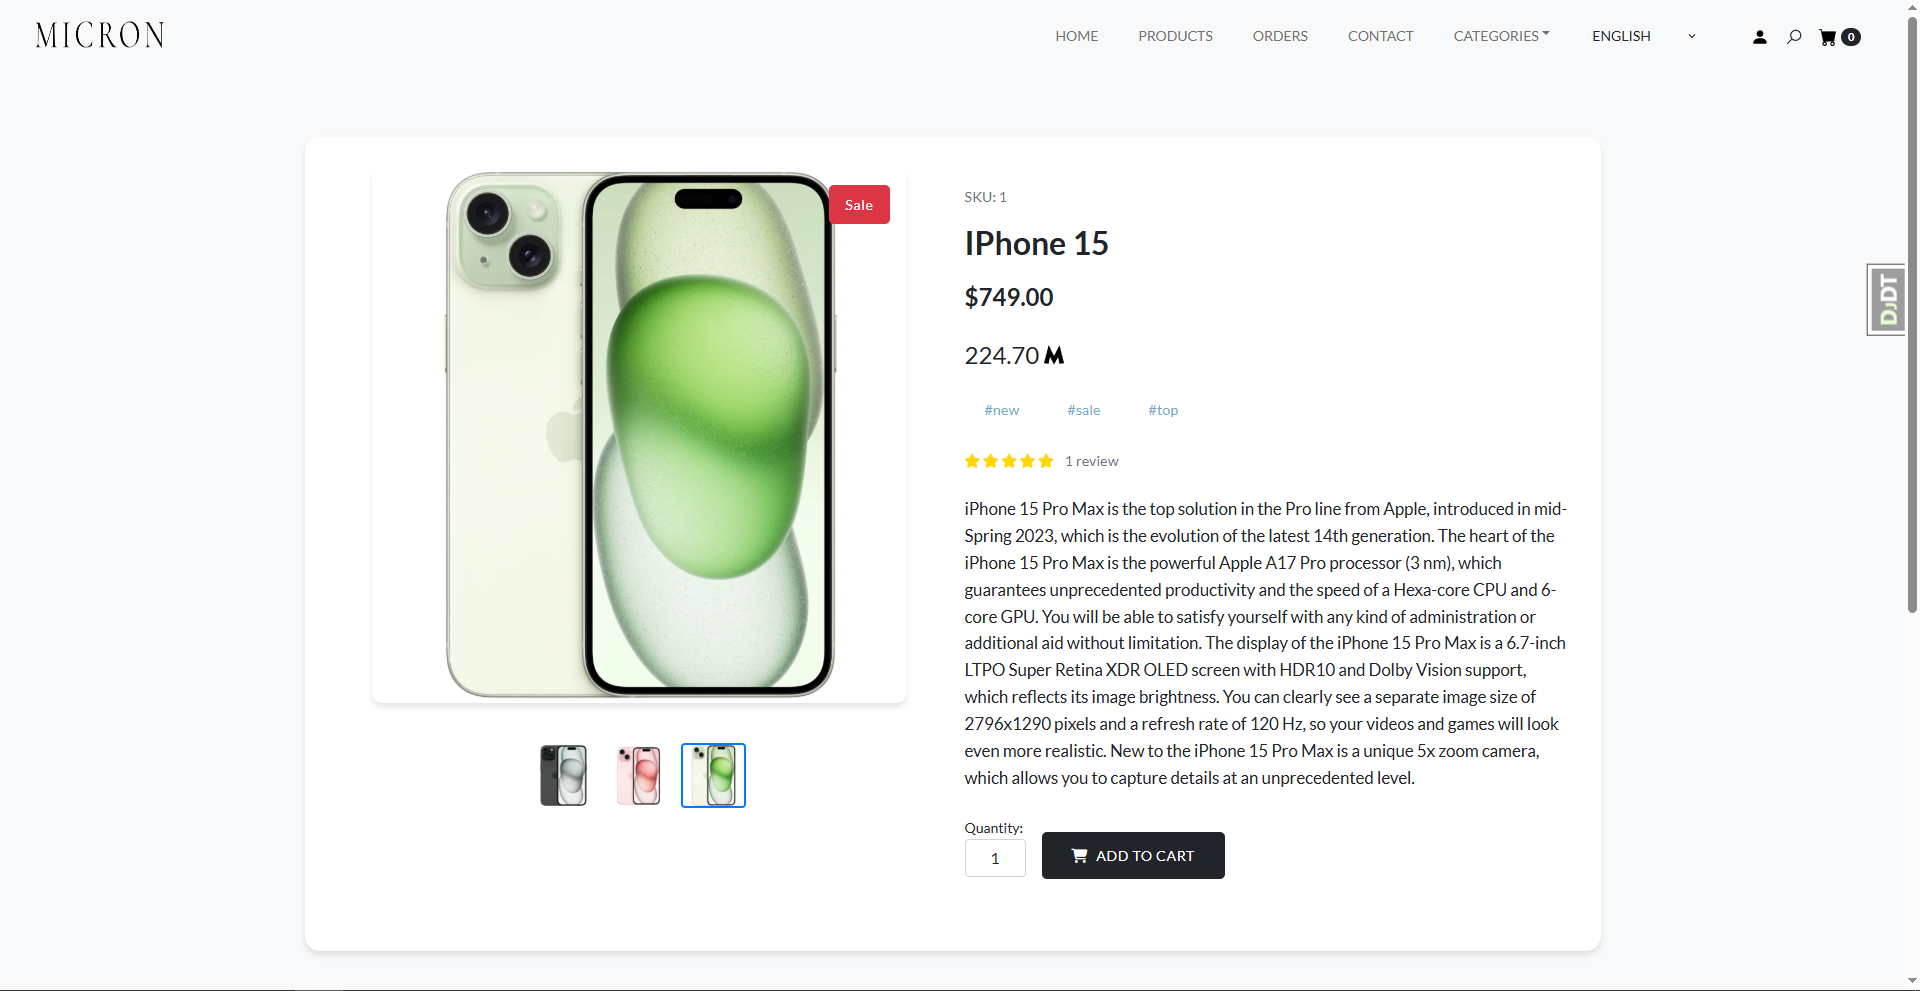 MICRON
HOME PRODUCTS ORDERS CONTACT CATEGORIES ENGLISH 0
Sale
SKU: 1
IPhone 15
$749.00
DJDT
224.70 M
#new #sale #top
1 review
iPhone 15 Pro Max is the top solution in the Pro line from Apple, introduced in mid-
Spring 2023, which is the evolution of the latest 14th generation. The heart of the
iPhone 15 Pro Max is the powerful Apple A17 Pro processor (3 nm), which
guarantees unprecedented productivity and the speed of a Hexa-core CPU and 6-
core GPU. You will be able to satisfy yourself with any kind of administration or
additional aid without limitation. The display of the iPhone 15 Pro Max is a 6.7-inch
LTPO Super Retina XDR OLED screen with HDR10 and Dolby Vision support,
which reflects its image brightness. You can clearly see a separate image size of
2796x1290 pixels and a refresh rate of 120 Hz, so your videos and games will look
even more realistic. New to the iPhone 15 Pro Max is a unique 5x zoom camera,
which allows you to capture details at an unprecedented level.
Quantity:
1
ADD TO CART